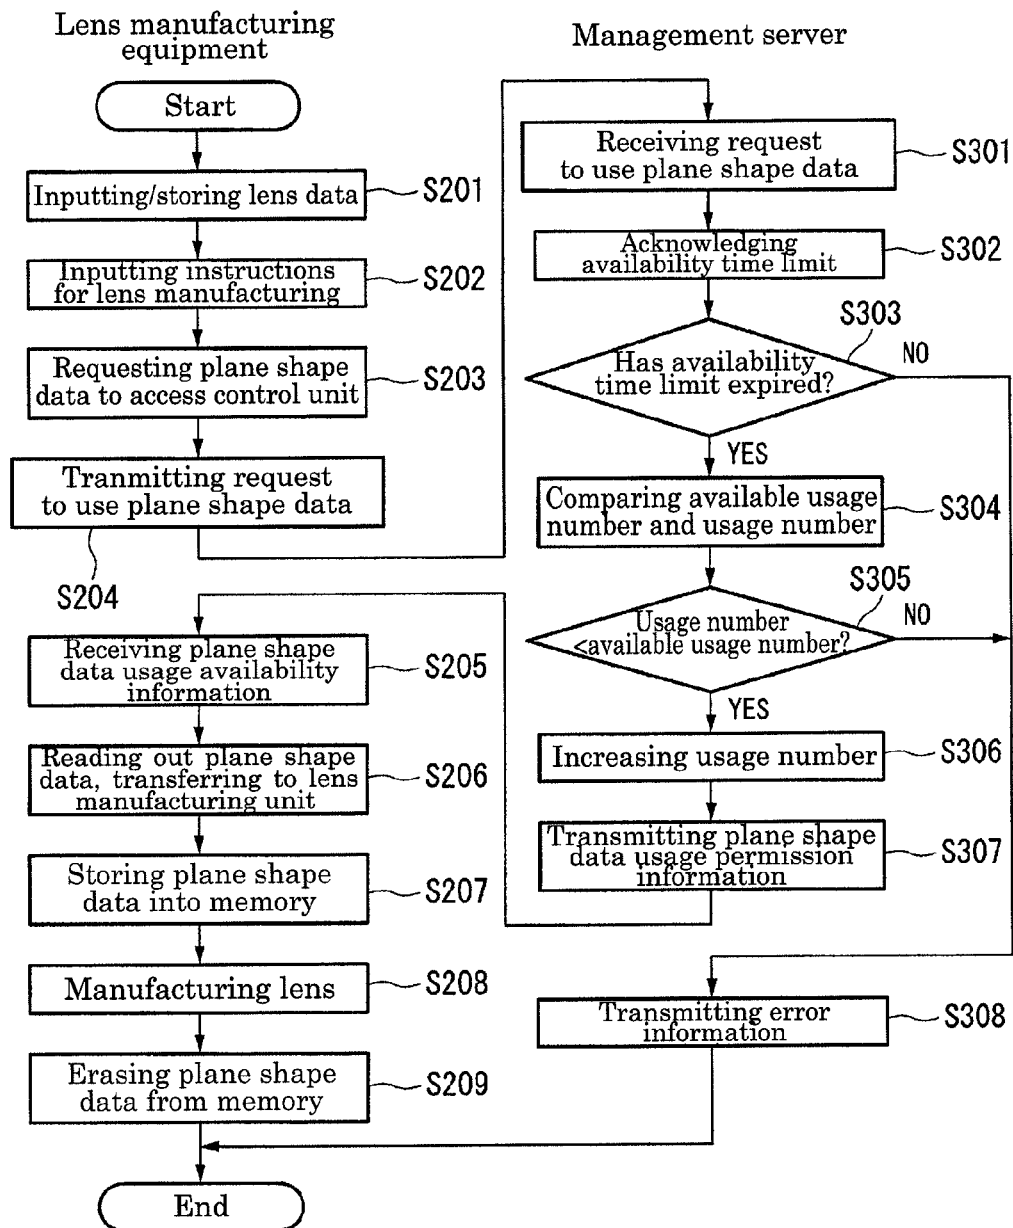 Lens manufacturing
equipment
Start
Inputting/storing lens data
S201
Inputting instructions
for lens manufacturing
S202
Requesting plane shape
data to access control unit
S203
Tranmitting request
to use plane shape data
S204
Receiving plane shape
data usage availability
information
S205
Reading out plane shape
data, transferring to lens
manufacturing unit
S206
Storing plane shape
data into memory
S207
Manufacturing lens
S208
Erasing plane shape
data from memory
S209
End
Management server
Receiving request
to use plane shape data
S301
Acknowledging
availability time limit
S302
Has availability
time limit expired?
S303
NO
YES
Comparing available usage
number and usage number
S304
Usage number
<available usage number?
S305
NO
YES
Increasing usage number
S306
Transmitting plane shape
data usage permission
information
S307
Transmitting error
information
S308